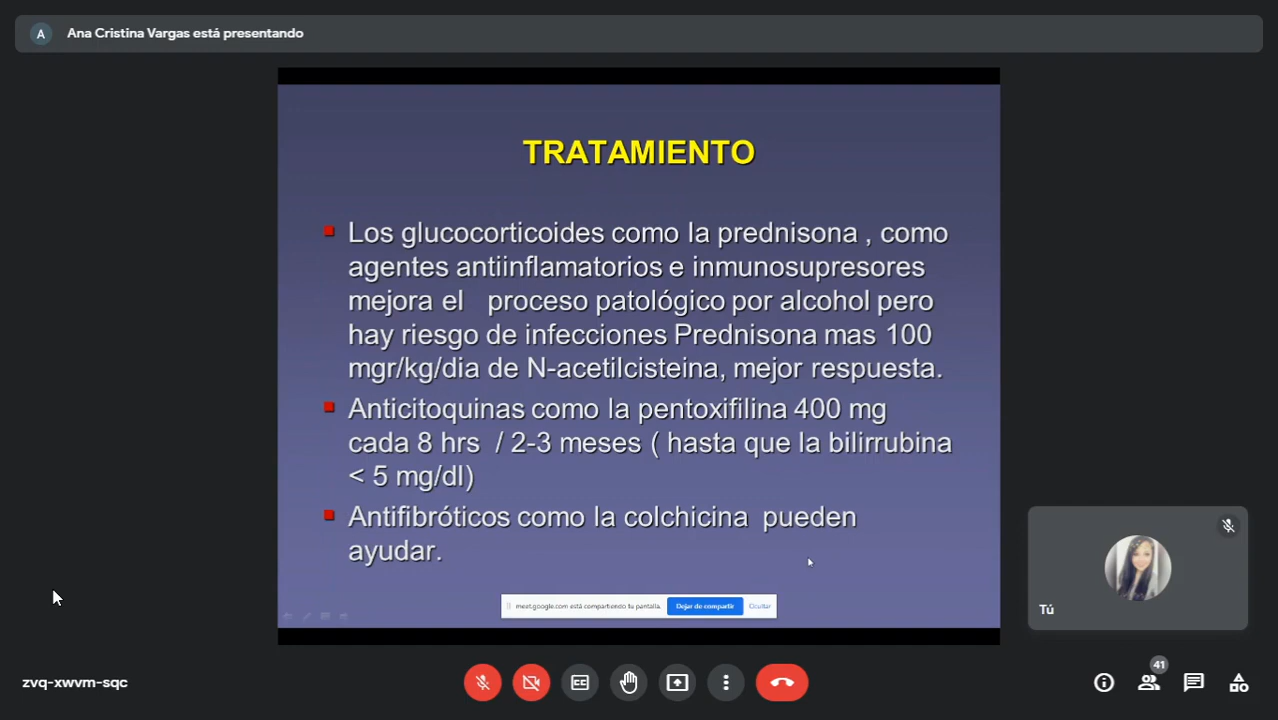 A
Ana Cristina Vargas está presentando
TRATAMIENTO
Los glucocorticoides como la prednisona , como
agentes antiinflamatorios e inmunosupresores
mejora el proceso patológico por alcohol pero
hay riesgo de infecciones Prednisona mas 100
mgr/kg/dia de N-acetilcisteina, mejor respuesta.
Anticitoquinas como la pentoxifilina 400 mg
cada 8 hrs / 2-3 meses ( hasta que la bilirrubina
< 5 mg/dl)
Antifibróticos como la colchicina pueden
ayudar.
meet.google.com está compartiendo tu pantalla. Dejar de compartir Ocultar
Tú
zvq-xwvm-sqc
CC
41